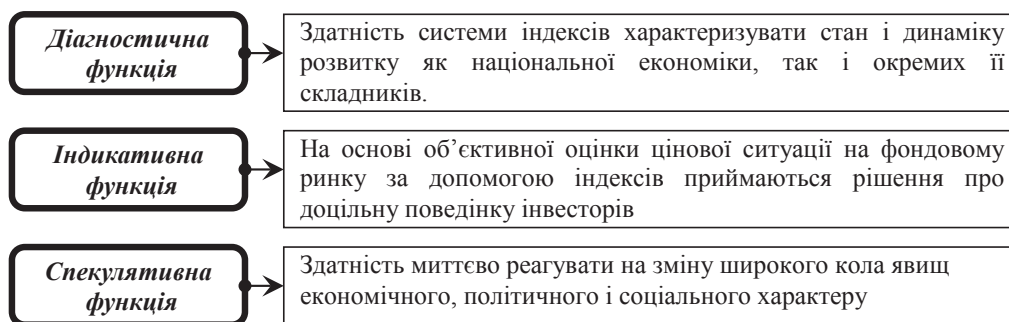 Діагностична
функція
Здатність системи індексів характеризувати стан і динаміку
розвитку як національної економіки, так і окремих її
складників.
Індикативна
функція
На основі об’єктивної оцінки цінової ситуації на фондовому
ринку за допомогою індексів приймаються рішення про
доцільну поведінку інвесторів
Спекулятивна
функція
Здатність миттєво реагувати на зміну широкого кола явищ
економічного, політичного і соціального характеру